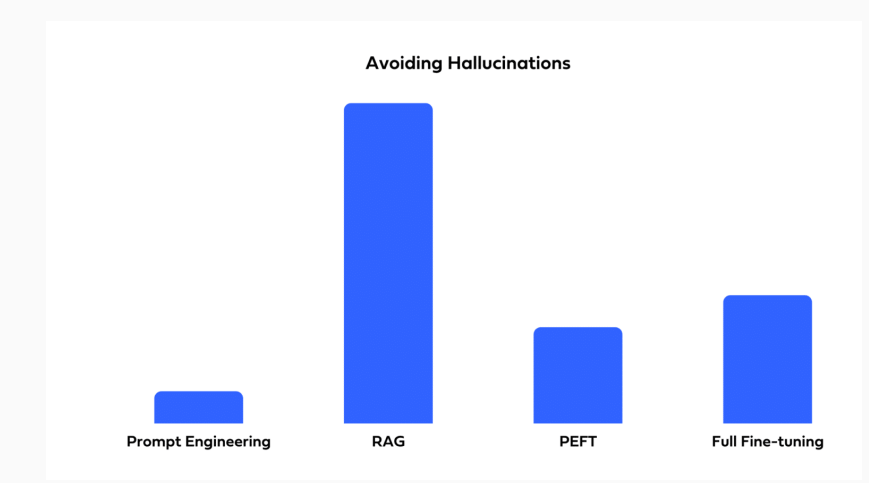 Avoiding Hallucinations
Prompt Engineering RAG PEFT Full Fine-tuning